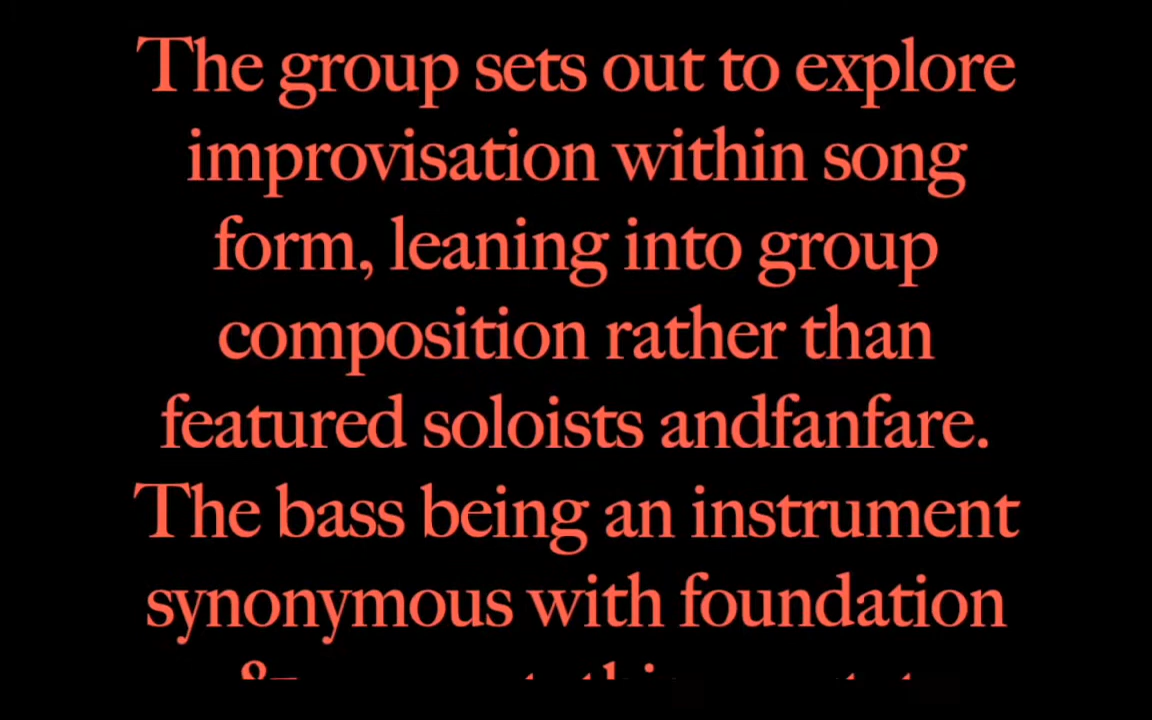 The group sets out to explore
improvisation within song
form, leaning into group
composition rather than
featured soloists andfanfare.
The bass being an instrument
synonymous with foundation